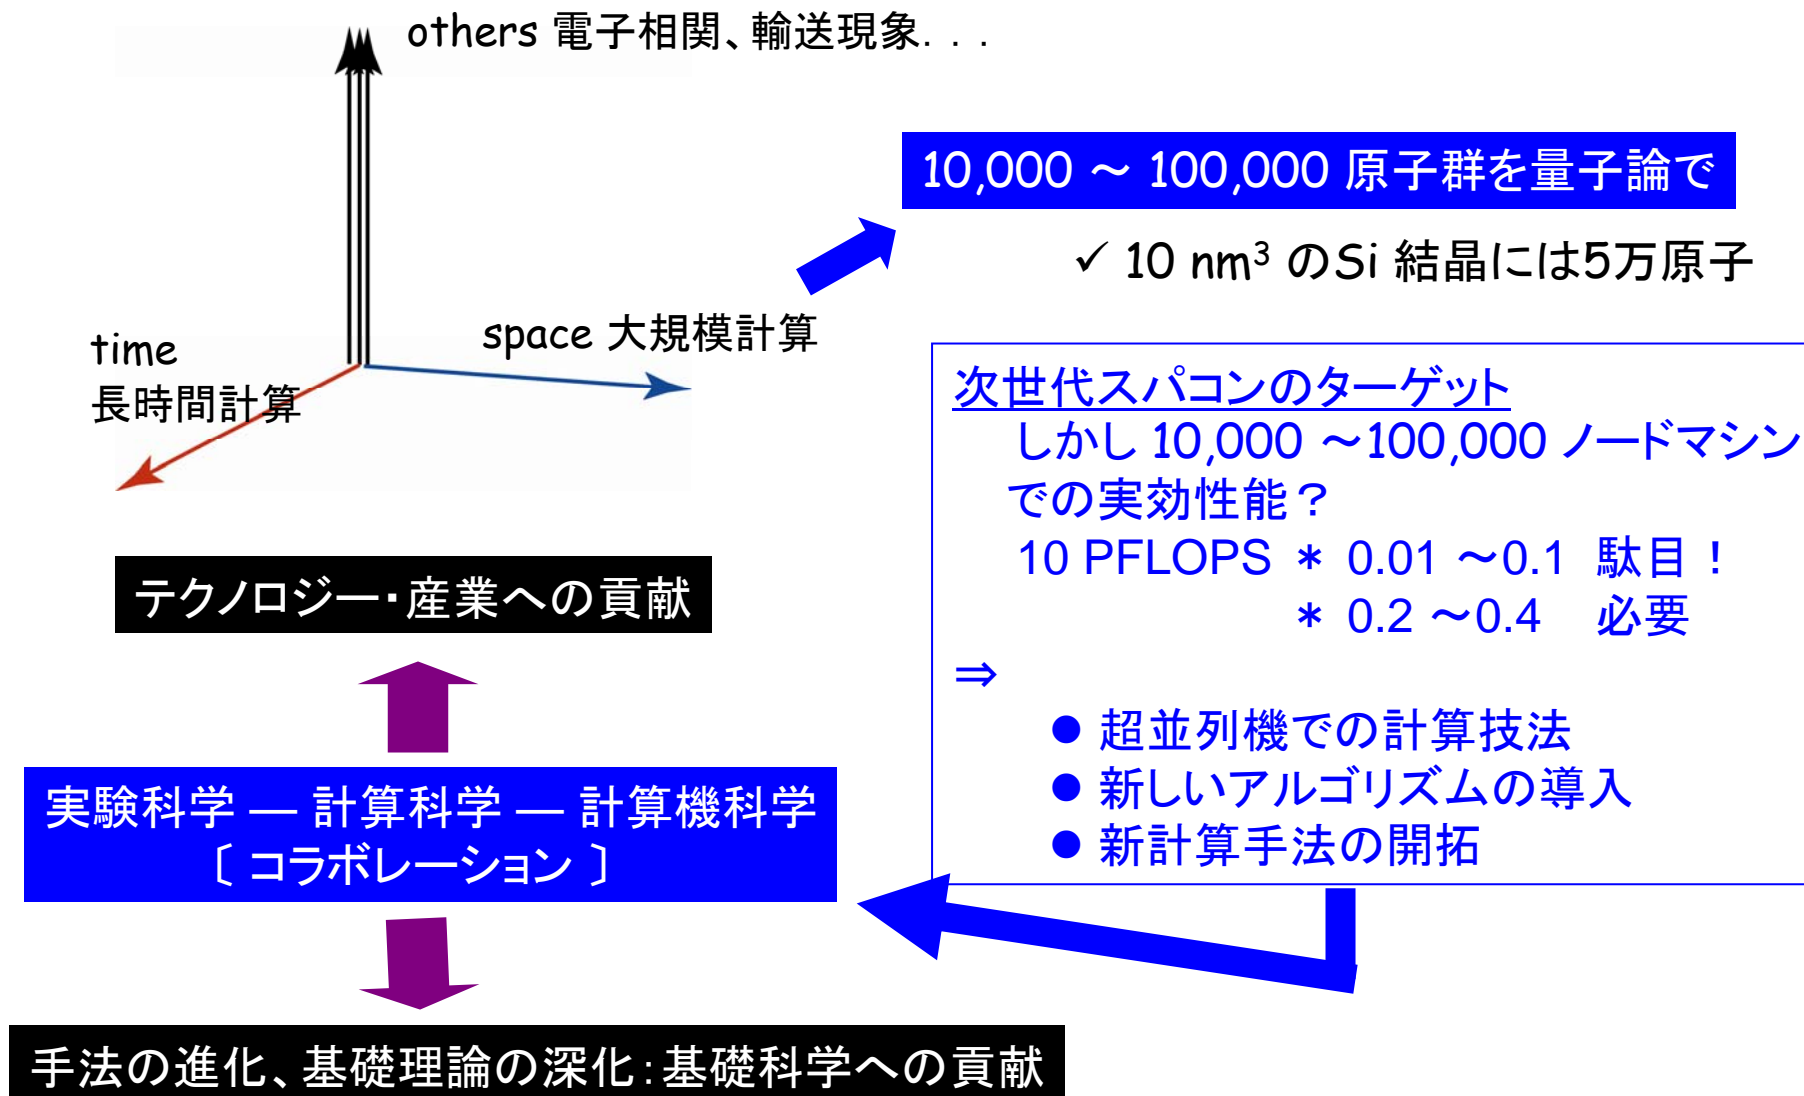 others 電子相関、輸送現象. . .
10,000 ～ 100,000 原子群を量子論で
✓ 10 nm³ のSi 結晶には5万原子
space 大規模計算
time
長時間計算
次世代スパコンのターゲット
しかし 10,000 ～100,000 ノードマシン
での実効性能？
10 PFLOPS ＊ 0.01 ～0.1 駄目！
＊ 0.2 ～0.4 必要
⇒
● 超並列機での計算技法
● 新しいアルゴリズムの導入
● 新計算手法の開拓
テクノロジー・産業への貢献
実験科学 ― 計算科学 ― 計算機科学
〔 コラボレーション 〕
手法の進化、基礎理論の深化：基礎科学への貢献